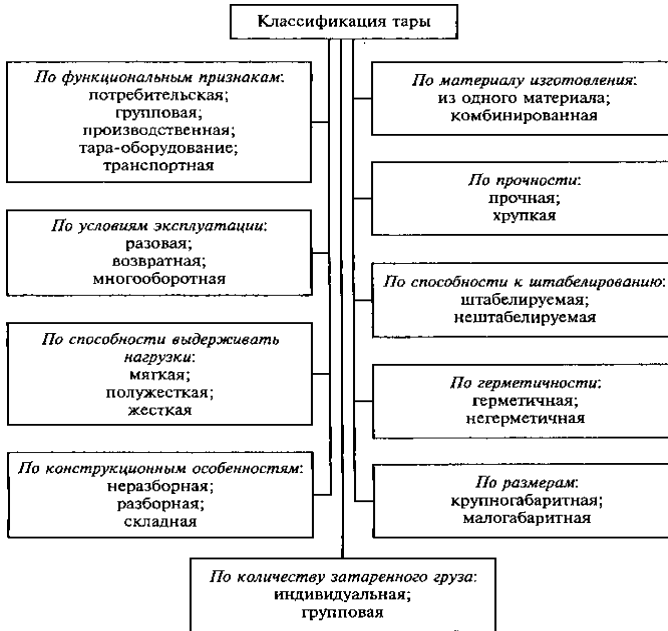 Классификация тары
По функциональным признакам:
потребительская;
групповая;
производственная;
тара-оборудование;
транспортная
По условиям эксплуатации:
разовая;
возвратная;
многооборотная
По способности выдерживать
нагрузки:
мягкая;
полужесткая;
жесткая
По конструкционным особенностям:
неразборная;
разборная;
складная
По материалу изготовления:
из одного материала;
комбинированная
По прочности:
прочная;
хрупкая
По способности к штабелированию:
штабелируемая;
нештабелируемая
По герметичности:
герметичная;
негерметичная
По размерам:
крупногабаритная;
малогабаритная
По количеству затаренного груза:
индивидуальная;
групповая